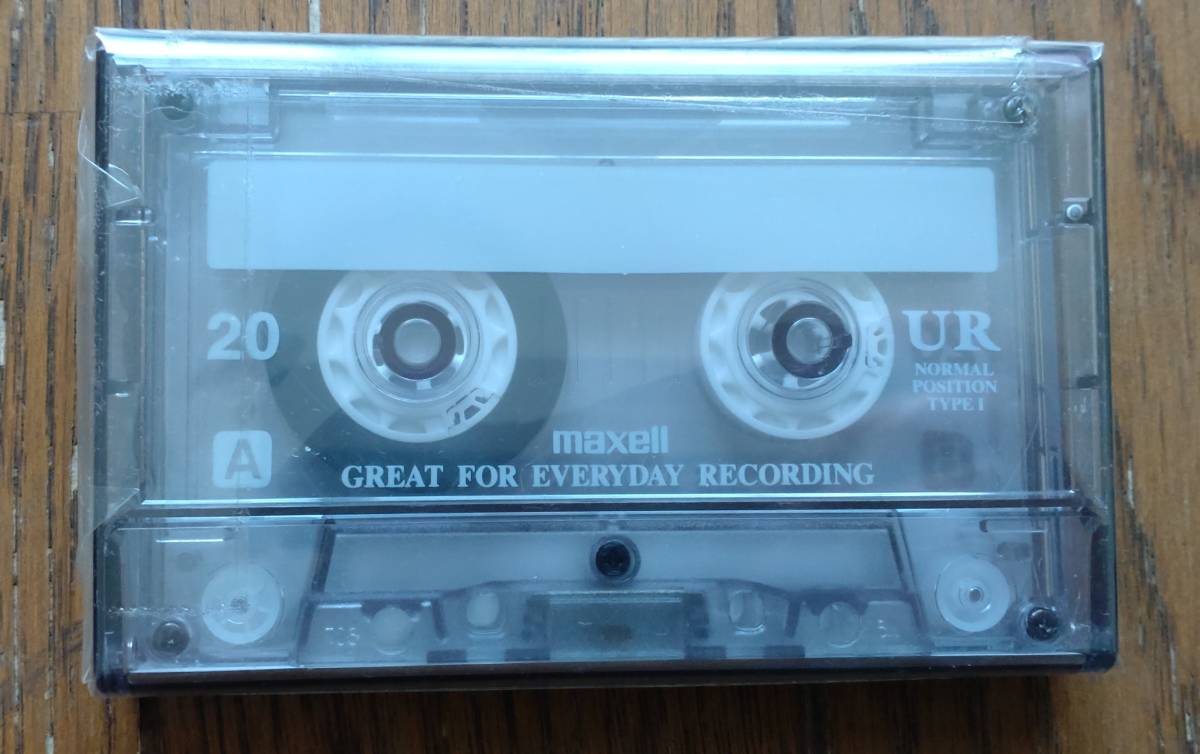 20
UR
NORMAL
POSITION
TYPE I
A
maxell
GREAT FOR EVERYDAY RECORDING